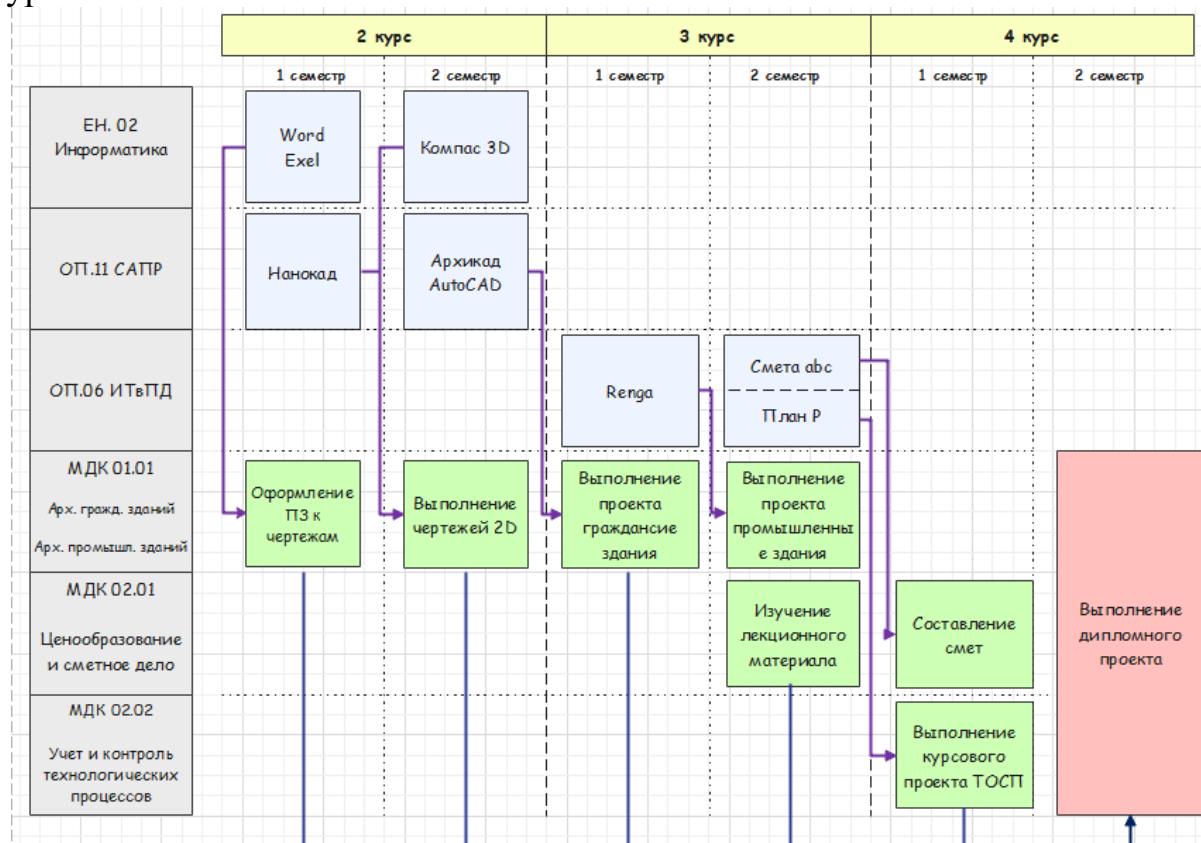 ур
2 курс
3 курс
4 курс
1 семестр
2 семестр
1 семестр
2 семестр
1 семестр
2 семестр
ЕН. 02
Информатика
Word
Exel
Компас 3D
ОП.11 САПР
Нанокад
Архикад
AutoCAD
ОП.06 ИТвПД
Renga
Смета abc
План Р
МДК 01.01
Арх. гражд. зданий
Арх. промышл. зданий
Оформление
ПЗ к
чертежам
Выполнение
чертежей 2D
Выполнение
проекта
граждансие
здания
Выполнение
проекта
промышленны
е здания
МДК 02.01
Ценообразование
и сметное дело
Изучение
лекционного
материала
Составление
смет
Выполнение
дипломного
проекта
МДК 02.02
Учет и контроль
технологических
процессов
Выполнение
курсового
проекта ТОСП